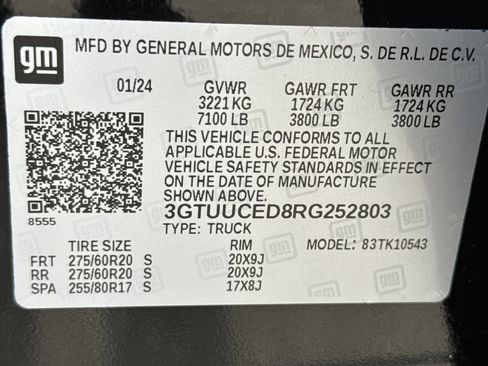 gm MFD BY GENERAL MOTORS DE MEXICO, S. DE R.L. DE C.V.
01/24 GVWR GAWR FRT GAWR RR
3221 KG 1724 KG 1724 KG
7100 LB 3800 LB 3800 LB
THIS VEHICLE CONFORMS TO ALL
APPLICABLE U.S. FEDERAL MOTOR
VEHICLE SAFETY STANDARDS IN EFFECT
ON THE DATE OF MANUFACTURE
SHOWN ABOVE.
8555 3GTUUCED8RG252803
TYPE: TRUCK
TIRE SIZE RIM MODEL: 83TK10543
FRT 275/60R20 S 20X9J
RR 275/60R20 S 20X9J
SPA 255/80R17 S 17X8J